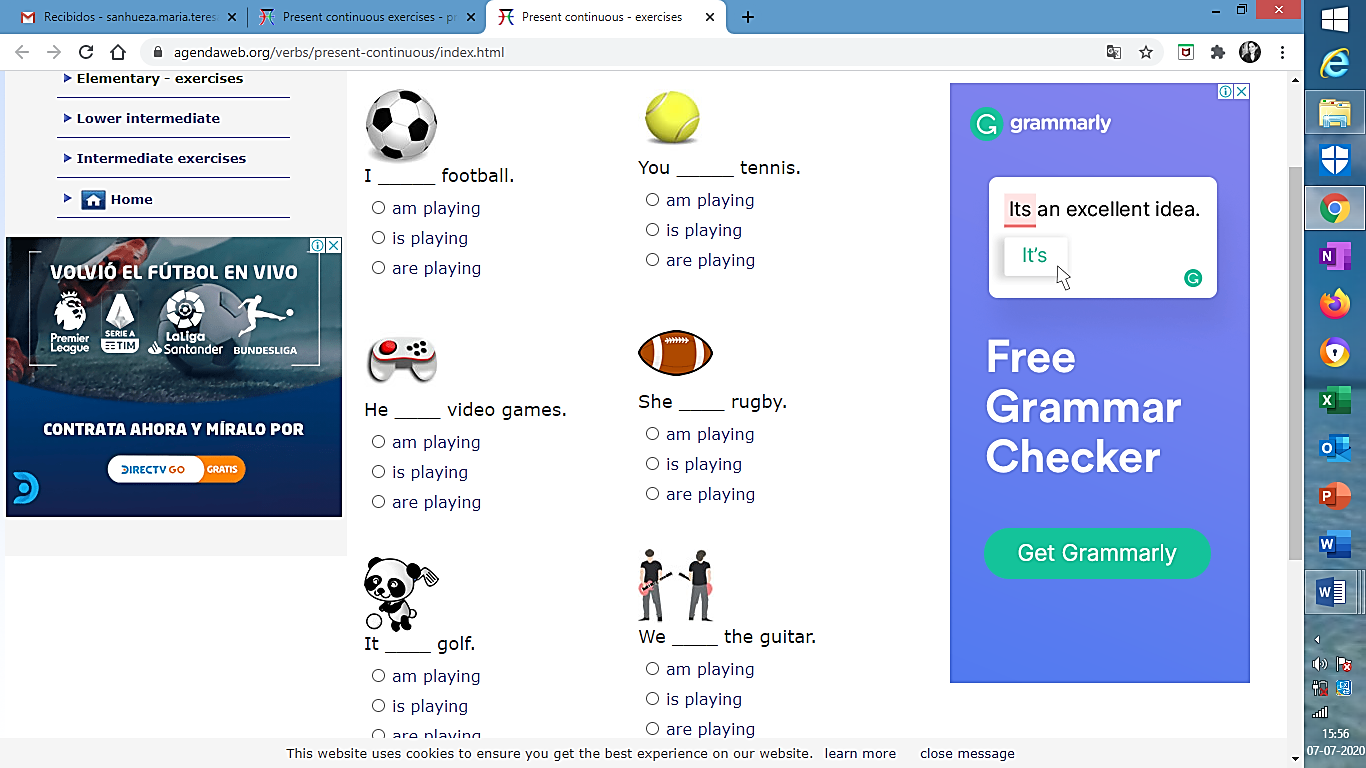 Recibidos - sanhueza.maria.teres
Present continuous exercises - pr
Present continuous - exercises
agendaweb.org/verbs/present-continuous/index.html
Elementary - exercises
Lower intermediate
Intermediate exercises
Home
VOLVIÓ EL FÚTBOL EN VIVO
Premier League
SERIE A
TIM
LaLiga
Santander
BUNDESLIGA
CONTRATA AHORA Y MÍRALO POR
DIRECTV GO
GRATIS
I ______ football.
am playing
is playing
are playing
You ______ tennis.
am playing
is playing
are playing
He _____ video games.
am playing
is playing
are playing
She _____ rugby.
am playing
is playing
are playing
It _____ golf.
am playing
is playing
are playing
We _____ the guitar.
am playing
is playing
are playing
grammarly
Its an excellent idea.
It's
Free
Grammar
Checker
Get Grammarly
This website uses cookies to ensure you get the best experience on our website. learn more close message
15:56
07-07-2020